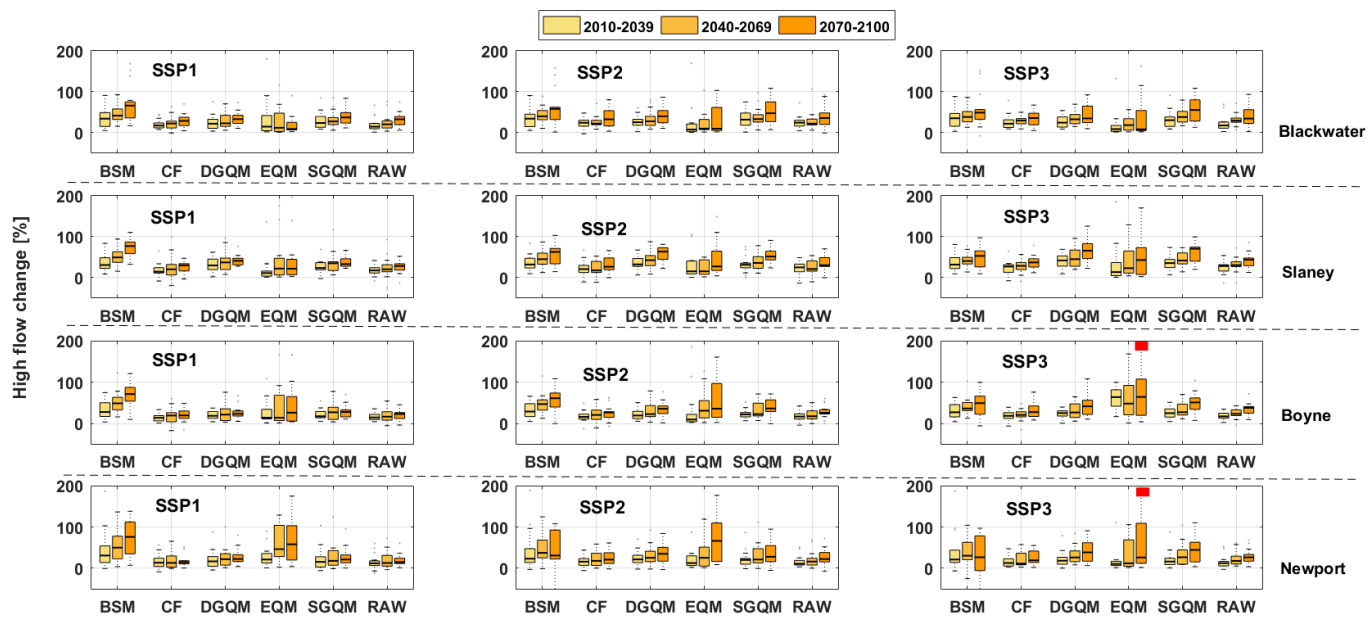 2010-2039 2040-2069 2070-2100
High flow change [%]
200 200 200
SSP1 SSP2 SSP3
100 100 100
0 0 0
Blackwater
BSM CF DGQM EQM SGQM RAW BSM CF DGQM EQM SGQM RAW BSM CF DGQM EQM SGQM RAW
200 200 200
SSP1 SSP2 SSP3
100 100 100
0 0 0
Slaney
BSM CF DGQM EQM SGQM RAW BSM CF DGQM EQM SGQM RAW BSM CF DGQM EQM SGQM RAW
200 200 200
SSP1 SSP2 SSP3
100 100 100
0 0 0
Boyne
BSM CF DGQM EQM SGQM RAW BSM CF DGQM EQM SGQM RAW BSM CF DGQM EQM SGQM RAW
200 200 200
SSP1 SSP2 SSP3
100 100 100
0 0 0
Newport
BSM CF DGQM EQM SGQM RAW BSM CF DGQM EQM SGQM RAW BSM CF DGQM EQM SGQM RAW